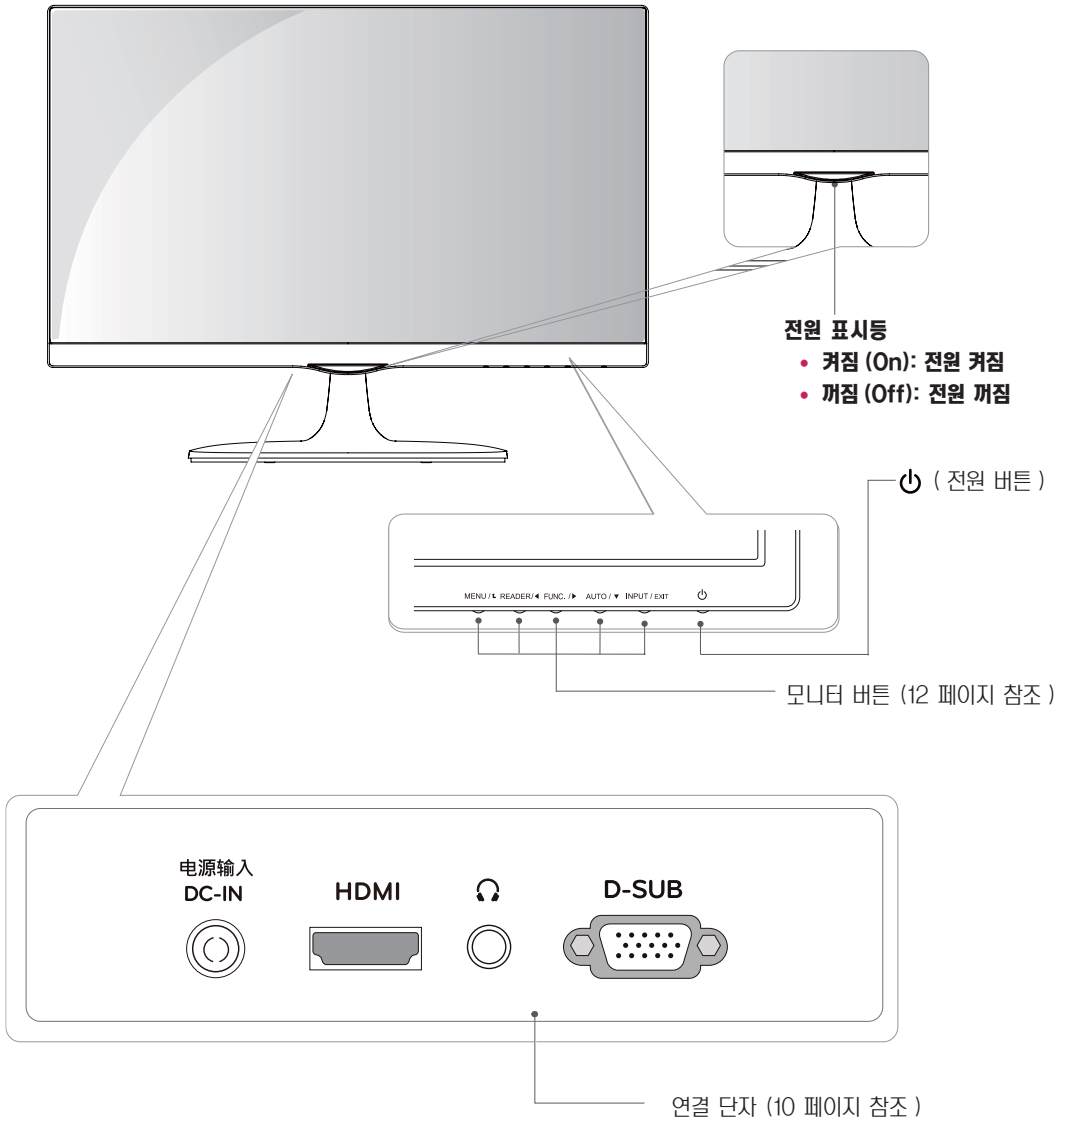 전원 표시등
• 켜짐 (On): 전원 켜짐
• 꺼짐 (Off): 전원 꺼짐
( 전원 버튼 )
MENU / READER/◀ FUNC. /▶ AUTO / ▼ INPUT / EXIT
모니터 버튼 (12 페이지 참조 )
电源输入
DC-IN
HDMI
D-SUB
연결 단자 (10 페이지 참조 )